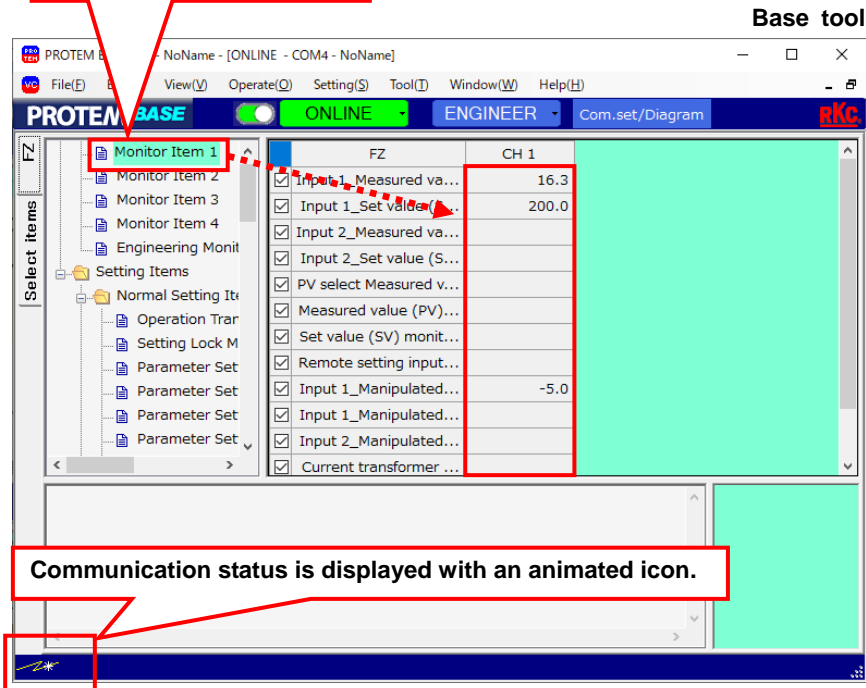 Base tool
PROTEM B - NoName - [ONLINE - COM4 - NoName]
File(F) E View(V) Operate(O) Setting(S) Tool(T) Window(W) Help(H)
PROTEM BASE ONLINE ENGINEER Com.set/Diagram RKC
FZ
Select items
Monitor Item 1
Monitor Item 2
Monitor Item 3
Monitor Item 4
Engineering Monit
Setting Items
Normal Setting Ite
Operation Tran
Setting Lock M
Parameter Set
Parameter Set
Parameter Set
Parameter Set
FZ CH 1
Input 1_Measured va... 16.3
Input 1_Set value (S... 200.0
Input 2_Measured va...
Input 2_Set value (S...
PV select Measured v...
Measured value (PV)...
Set value (SV) monit...
Remote setting input...
Input 1_Manipulated... -5.0
Input 1_Manipulated...
Input 2_Manipulated...
Current transformer ...
Communication status is displayed with an animated icon.